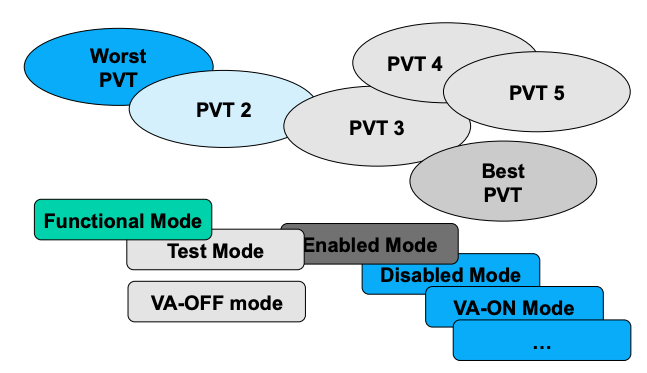 Worst
PVT
PVT 2
PVT 3
PVT 4
PVT 5
Best
PVT
Functional Mode
Test Mode
Enabled Mode
Disabled Mode
VA-OFF mode
VA-ON Mode
...